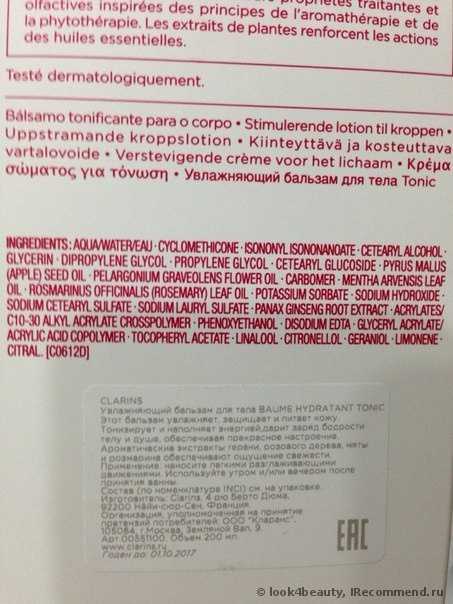 olfactives inspirées des principes de l'aromathérapie et de
la phytothérapie. Les extraits de plantes renforcent les actions
des huiles essentielles.
Testé dermatologiquement.
Bálsamo tonificante para o corpo • Stimulerende lotion til kroppen •
Uppstramande kroppslotion • Kiinteyttävä ja kosteuttava
vartalovoide • Verstevigende crème voor het lichaam • Κρέμα
σώματος για τόνωση • Увлажняющий бальзам для тела Tonic
INGREDIENTS: AQUA/WATER/EAU · CYCLOMETHICONE · ISONONYL ISONONANOATE · CETEARYL ALCOHOL ·
GLYCERIN · DIPROPYLENE GLYCOL · PROPYLENE GLYCOL · CETEARYL GLUCOSIDE · PYRUS MALUS
(APPLE) SEED OIL · PELARGONIUM GRAVEOLENS FLOWER OIL · CARBOMER · MENTHA ARVENSIS LEAF
OIL · ROSMARINUS OFFICINALIS (ROSEMARY) LEAF OIL · POTASSIUM SORBATE · SODIUM HYDROXIDE ·
SODIUM CETEARYL SULFATE · SODIUM LAURYL SULFATE · PANAX GINSENG ROOT EXTRACT · ACRYLATES/
C10-30 ALKYL ACRYLATE CROSSPOLYMER · PHENOXYETHANOL · DISODIUM EDTA · GLYCERYL ACRYLATE/
ACRYLIC ACID COPOLYMER · TOCOPHERYL ACETATE · LINALOOL · CITRONELLOL · GERANIOL · LIMONENE ·
CITRAL. [C0612D]
CLARINS
Увлажняющий бальзам для тела BAUME HYDRATANT TONIC
Этот бальзам увлажняет, защищает и питает кожу.
Тонизирует и наполняет энергией,дарит заряд бодрости
телу и душе, обеспечивая прекрасное настроение.
Ароматические экстракты герани, розового дерева, мяты
и розмарина обеспечивают ощущение свежести.
Применение: наносите легкими разглаживающими
движениями. Используйте утром и/или вечером после
принятия ванны.
Состав (по номенклатуре INCI) см. на упаковке.
Изготовитель: Clarins, 4 рю Берто Дюма,
92200 Нёйи-сюр-Сен, Франция.
Организация, уполномоченная на принятие
претензий потребителей: ООО "Кларанс",
105064, г.Москва, Земляной Вал, 9.
Арт 00551100. Объем 200 мл.
www.clarins.ru
Годен до: 01.10.2017
EAC
© look4beauty, IRecommend.ru